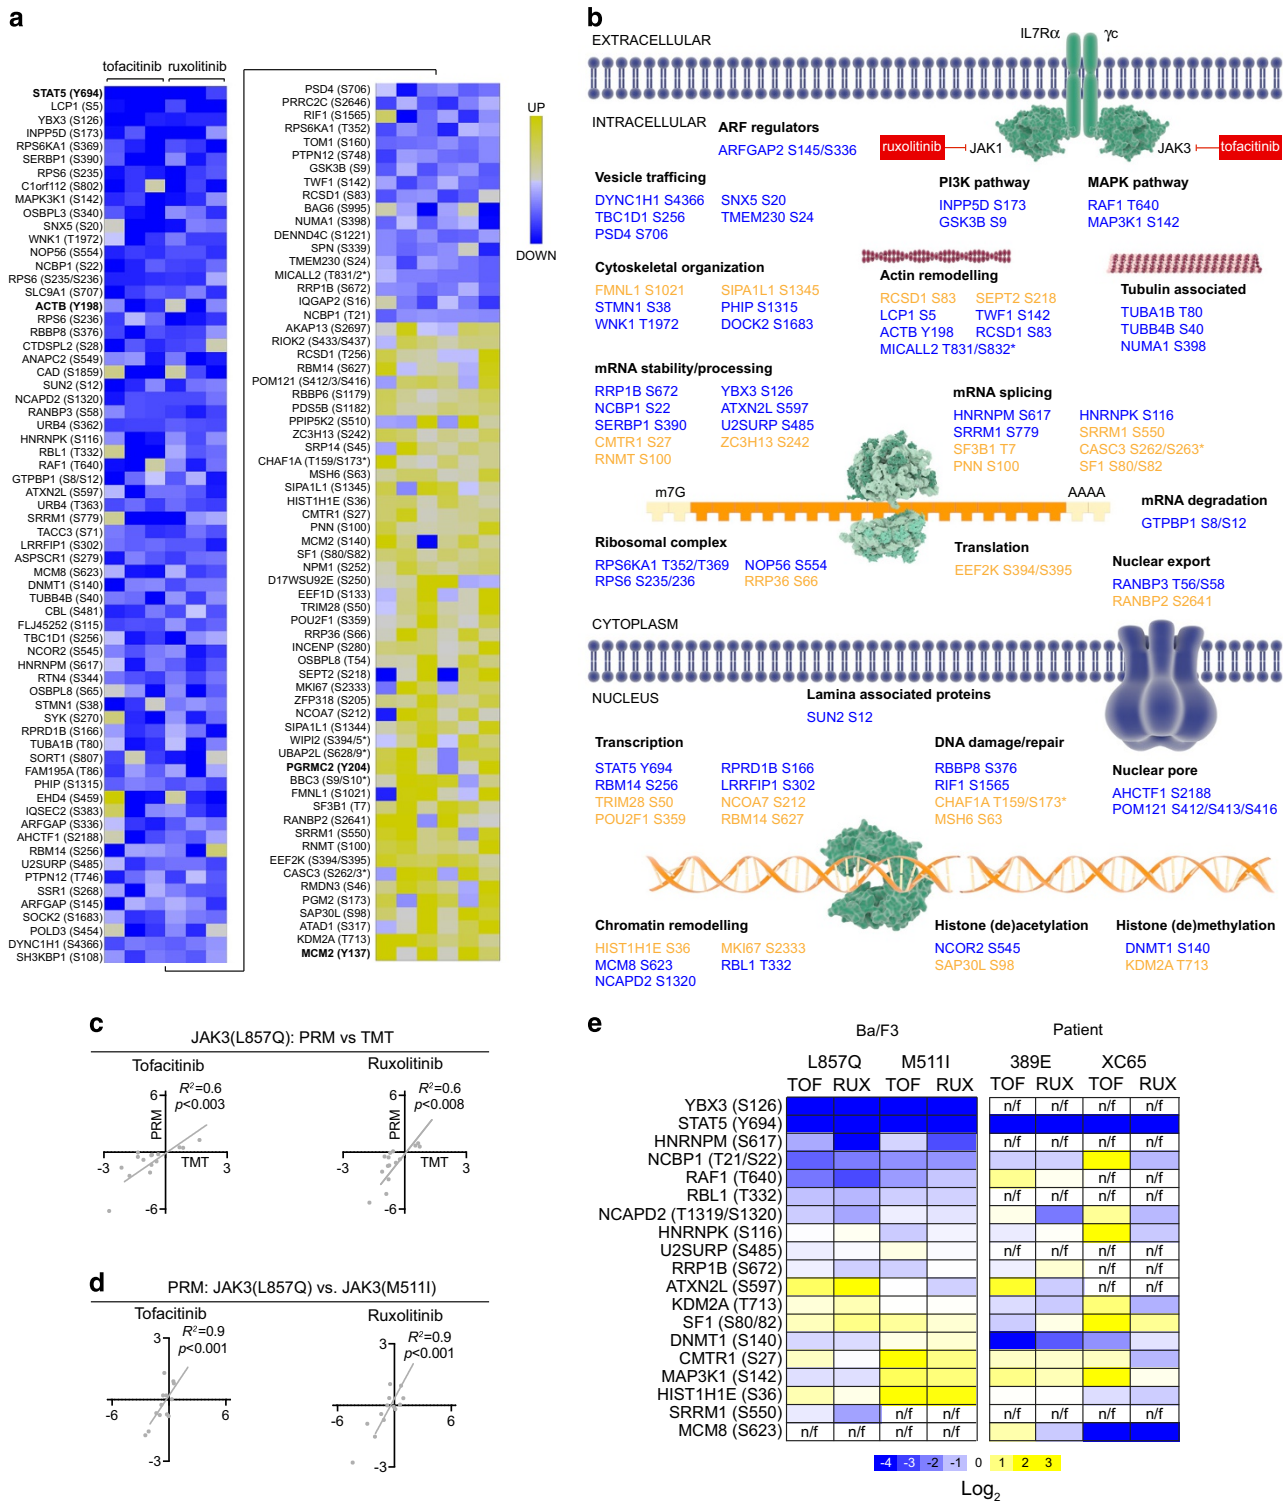 a
tofacitinib ruxolitinib
STAT5 (Y694)
LCP1 (S5)
YBX3 (S126)
INPP5D (S173)
RPS6KA1 (S369)
SERBP1 (S390)
RPS6 (S235)
C1orf112 (S802)
MAPK3K1 (S142)
OSBPL3 (S340)
SNX5 (S20)
WNK1 (T1972)
NOP56 (S554)
NCBP1 (S22)
RPS6 (S235/S236)
SLC9A1 (S707)
ACTB (Y198)
RPS6 (S236)
RBBP8 (S376)
CTDSPL2 (S28)
ANAPC2 (S549)
CAD (S1859)
SUN2 (S12)
NCAPD2 (S1320)
RANBP3 (S58)
URB4 (S362)
HNRNPK (S116)
RBL1 (T332)
RAF1 (T640)
GTPBP1 (S8/S12)
ATXN2L (S597)
URB4 (T363)
SRRM1 (S779)
TACC3 (S71)
LRRFIP1 (S302)
ASPSCR1 (S279)
MCM8 (S623)
DNMT1 (S140)
TUBB4B (S40)
CBL (S481)
FLJ45252 (S115)
TBC1D1 (S256)
NCOR2 (S545)
HNRNPM (S617)
RTN4 (S344)
OSBPL8 (S65)
STMN1 (S38)
SYK (S270)
RPRD1B (S166)
TUBA1B (T80)
SORT1 (S807)
FAM195A (T86)
PHIP (S1315)
EHD4 (S459)
IQSEC2 (S383)
ARFGAP (S336)
AHCTF1 (S2188)
RBM14 (S256)
U2SURP (S485)
PTPN12 (T746)
SSR1 (S268)
ARFGAP (S145)
SOCK2 (S1683)
POLD3 (S454)
DYNC1H1 (S4366)
SH3KBP1 (S108)
PSD4 (S706)
PRRC2C (S2646)
RIF1 (S1565)
RPS6KA1 (T352)
TOM1 (S160)
PTPN12 (S748)
GSK3B (S9)
TWF1 (S142)
RCSD1 (S83)
BAG6 (S995)
NUMA1 (S398)
DENND4C (S1221)
SPN (S339)
TMEM230 (S24)
MICALL2 (T831/2*)
RRP1B (S672)
IQGAP2 (S16)
NCBP1 (T21)
AKAP13 (S2697)
RIOK2 (S433/S437)
RCSD1 (T256)
RBM14 (S627)
POM121 (S412/3/S416)
RBBP6 (S1179)
PDS5B (S1182)
PPIP5K2 (S510)
ZC3H13 (S242)
SRP14 (S45)
CHAF1A (T159/S173*)
MSH6 (S63)
SIPA1L1 (S1345)
HIST1H1E (S36)
CMTR1 (S27)
PNN (S100)
MCM2 (S140)
SF1 (S80/S82)
NPM1 (S252)
D17WSU92E (S250)
EEF1D (S133)
TRIM28 (S50)
POU2F1 (S359)
RRP36 (S66)
INCENP (S280)
OSBPL8 (T54)
SEPT2 (S218)
MKI67 (S2333)
ZFP318 (S205)
NCOA7 (S212)
SIPA1L1 (S1344)
WIPI2 (S394/5*)
UBAP2L (S628/9*)
PGRMC2 (Y204)
BBC3 (S9/S10*)
FMNL1 (S1021)
SF3B1 (T7)
RANBP2 (S2641)
SRRM1 (S550)
RNMT (S100)
EEF2K (S394/S395)
CASC3 (S262/3*)
RMDN3 (S46)
PGM2 (S173)
SAP30L (S98)
ATAD1 (S317)
KDM2A (T713)
MCM2 (Y137)
UP
DOWN
b
EXTRACELLULAR
IL7Rα γc
INTRACELLULAR
ruxolitinib JAK1 JAK3 tofacitinib
ARF regulators
ARFGAP2 S145/S336
Vesicle trafficing
DYNC1H1 S4366 SNX5 S20
TBC1D1 S256 TMEM230 S24
PSD4 S706
PI3K pathway
INPP5D S173
GSK3B S9
MAPK pathway
RAF1 T640
MAP3K1 S142
Cytoskeletal organization
FMNL1 S1021 SIPA1L1 S1345
STMN1 S38 PHIP S1315
WNK1 T1972 DOCK2 S1683
Actin remodelling
RCSD1 S83 SEPT2 S218
LCP1 S5 TWF1 S142
ACTB Y198 RCSD1 S83
MICALL2 T831/S832*
Tubulin associated
TUBA1B T80
TUBB4B S40
NUMA1 S398
mRNA stability/processing
RRP1B S672 YBX3 S126
NCBP1 S22 ATXN2L S597
SERBP1 S390 U2SURP S485
CMTR1 S27 ZC3H13 S242
RNMT S100
mRNA splicing
HNRNPM S617 HNRNPK S116
SRRM1 S779 SRRM1 S550
SF3B1 T7 CASC3 S262/S263*
PNN S100 SF1 S80/S82
m7G AAAA
mRNA degradation
GTPBP1 S8/S12
Ribosomal complex
RPS6KA1 T352/T369 NOP56 S554
RPS6 S235/236 RRP36 S66
Translation
EEF2K S394/S395
Nuclear export
RANBP3 T56/S58
RANBP2 S2641
CYTOPLASM
NUCLEUS
Lamina associated proteins
SUN2 S12
Transcription
STAT5 Y694 RPRD1B S166
RBM14 S256 LRRFIP1 S302
TRIM28 S50 NCOA7 S212
POU2F1 S359 RBM14 S627
DNA damage/repair
RBBP8 S376
RIF1 S1565
CHAF1A T159/S173*
MSH6 S63
Nuclear pore
AHCTF1 S2188
POM121 S412/S413/S416
Chromatin remodelling
HIST1H1E S36 MKI67 S2333
MCM8 S623 RBL1 T332
NCAPD2 S1320
Histone (de)acetylation
NCOR2 S545
SAP30L S98
Histone (de)methylation
DNMT1 S140
KDM2A T713
c
JAK3(L857Q): PRM vs TMT
Tofacitinib
R²=0.6
p<0.003
6
PRM
-3 TMT 3
-6
Ruxolitinib
R²=0.6
p<0.008
6
-3 TMT 3
-6
d
PRM: JAK3(L857Q) vs. JAK3(M511I)
Tofacitinib
R²=0.9
p<0.001
3
-6 6
-3
Ruxolitinib
R²=0.9
p<0.001
3
-6 6
-3
e
Ba/F3 Patient
L857Q M511I 389E XC65
TOF RUX TOF RUX TOF RUX TOF RUX
YBX3 (S126) n/f n/f n/f n/f
STAT5 (Y694)
HNRNPM (S617) n/f n/f n/f n/f
NCBP1 (T21/S22)
RAF1 (T640) n/f n/f
RBL1 (T332) n/f n/f n/f n/f
NCAPD2 (T1319/S1320)
HNRNPK (S116)
U2SURP (S485) n/f n/f n/f n/f
RRP1B (S672) n/f n/f
ATXN2L (S597) n/f n/f
KDM2A (T713)
SF1 (S80/82)
DNMT1 (S140)
CMTR1 (S27)
MAP3K1 (S142)
HIST1H1E (S36)
SRRM1 (S550) n/f n/f n/f n/f n/f n/f
MCM8 (S623) n/f n/f n/f n/f
-4 -3 -2 -1 0 1 2 3
Log₂